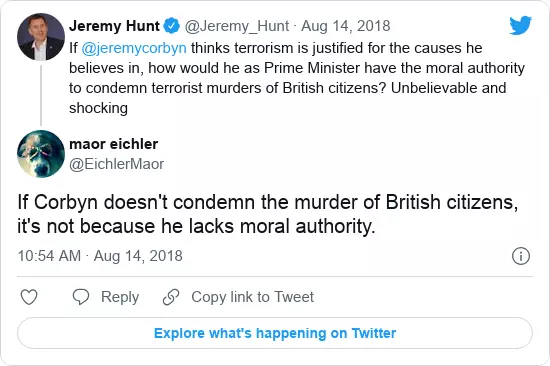 Jeremy Hunt @Jeremy_Hunt · Aug 14, 2018
If @jeremycorbyn thinks terrorism is justified for the causes he
believes in, how would he as Prime Minister have the moral authority
to condemn terrorist murders of British citizens? Unbelievable and
shocking
maor eichler
@EichlerMaor
If Corbyn doesn't condemn the murder of British citizens,
it's not because he lacks moral authority.
10:54 AM · Aug 14, 2018
Reply Copy link to Tweet
Explore what's happening on Twitter